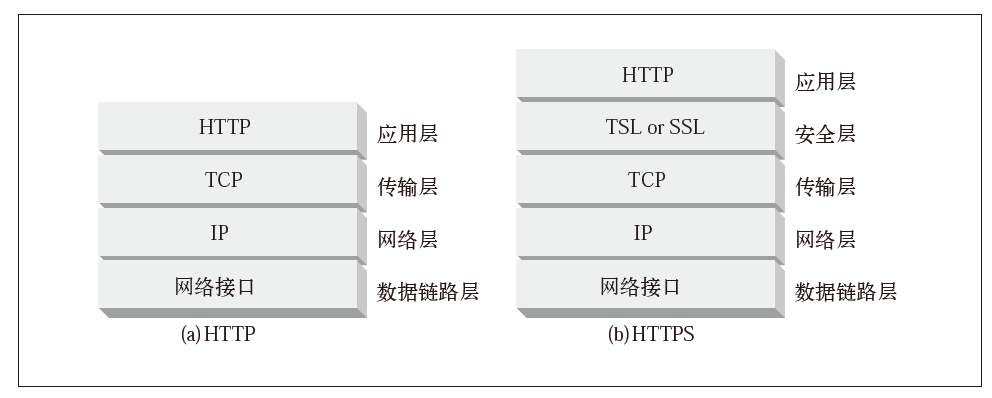 HTTP
应用层
TCP
传输层
IP
网络层
网络接口
数据链路层
(a)HTTP
HTTP
应用层
TSL or SSL
安全层
TCP
传输层
IP
网络层
网络接口
数据链路层
(b)HTTPS